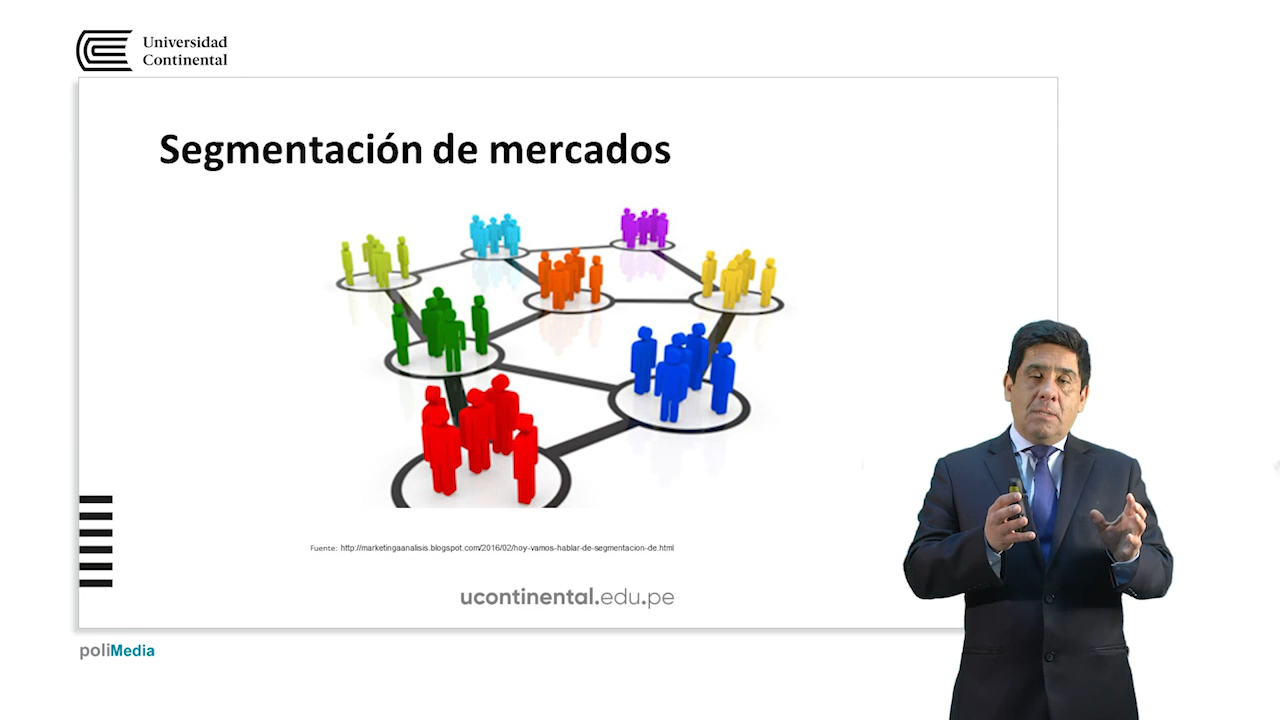 Universidad
Continental
Segmentación de mercados
Fuente: http://marketingaanalisis.blogspot.com/2016/02/hoy-vamos-hablar-de-segmentacion-de.html
ucontinental.edu.pe
poliMedia